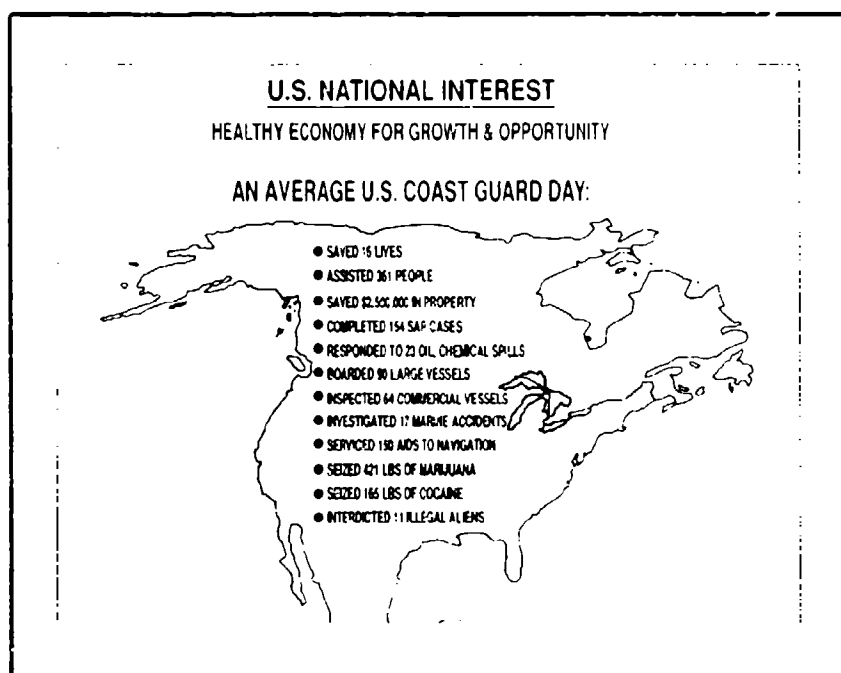 U.S. NATIONAL INTEREST
HEALTHY ECONOMY FOR GROWTH & OPPORTUNITY
AN AVERAGE U.S. COAST GUARD DAY:
● SAVED 16 LIVES
● ASSISTED 361 PEOPLE
● SAVED $2,500,000 IN PROPERTY
● COMPLETED 154 SAR CASES
● RESPONDED TO 23 OIL, CHEMICAL SPILLS
● BOARDED 90 LARGE VESSELS
● INSPECTED 64 COMMERCIAL VESSELS
● INVESTIGATED 17 MARINE ACCIDENTS
● SERVICED 150 AIDS TO NAVIGATION
● SEIZED 421 LBS OF MARIJUANA
● SEIZED LBS OF COCAINE
● INTERDICTED 11 ILLEGAL ALIENS